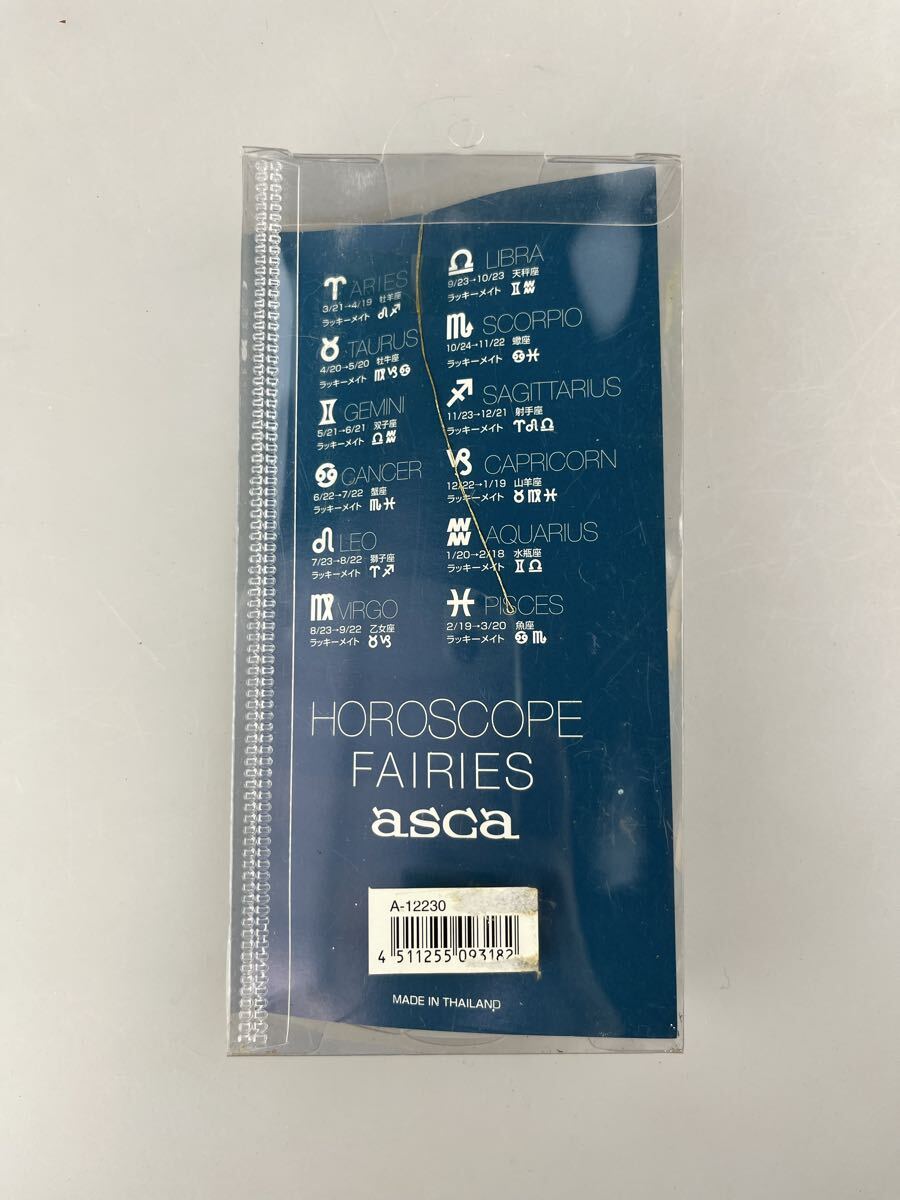 ♈ ARIES
3/21→4/19 牡羊座
ラッキーメイト ♌♐
♉ TAURUS
4/20→5/20 牡牛座
ラッキーメイト ♍♑♋
♊ GEMINI
5/21→6/21 双子座
ラッキーメイト ♎♒
♋ CANCER
6/22→7/22 蟹座
ラッキーメイト ♏♓
♌ LEO
7/23→8/22 獅子座
ラッキーメイト ♈♐
♍ VIRGO
8/23→9/22 乙女座
ラッキーメイト ♉♑
♎ LIBRA
9/23→10/23 天秤座
ラッキーメイト ♊♒
♏ SCORPIO
10/24→11/22 蠍座
ラッキーメイト ♋♓
♐ SAGITTARIUS
11/23→12/21 射手座
ラッキーメイト ♈♌♎
♑ CAPRICORN
12/22→1/19 山羊座
ラッキーメイト ♉♍♓
♒ AQUARIUS
1/20→2/18 水瓶座
ラッキーメイト ♊♎
♓ PISCES
2/19→3/20 魚座
ラッキーメイト ♋♏
HOROSCOPE
FAIRIES
asca
A-12230
4 511255 093182
MADE IN THAILAND